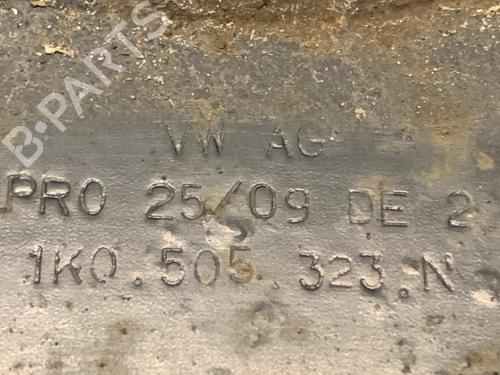 B-PARTS
VW AG
PRO 25/09 DE 2
1K0.505.323.N